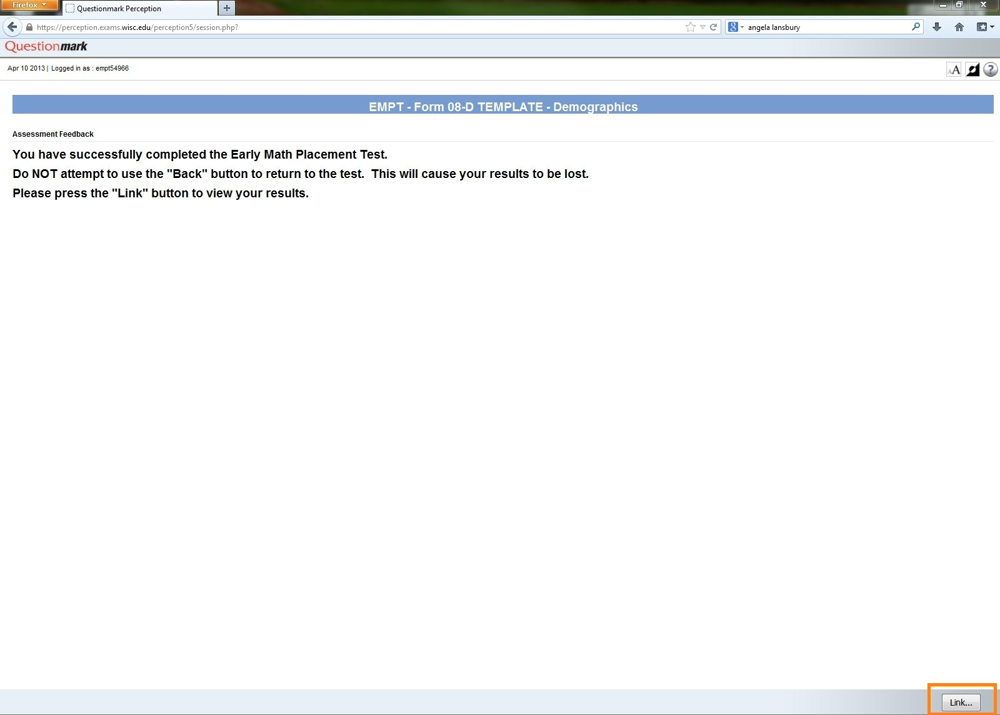 Firefox
Questionmark Perception
https://perception.exams.wisc.edu/perception5/session.php?
8 angela lansbury
Questionmark
Apr 10 2013 | Logged in as : empt54966
AA ?
EMPT - Form 08-D TEMPLATE - Demographics
Assessment Feedback
You have successfully completed the Early Math Placement Test.
Do NOT attempt to use the "Back" button to return to the test.  This will cause your results to be lost.
Please press the "Link" button to view your results.
Link...